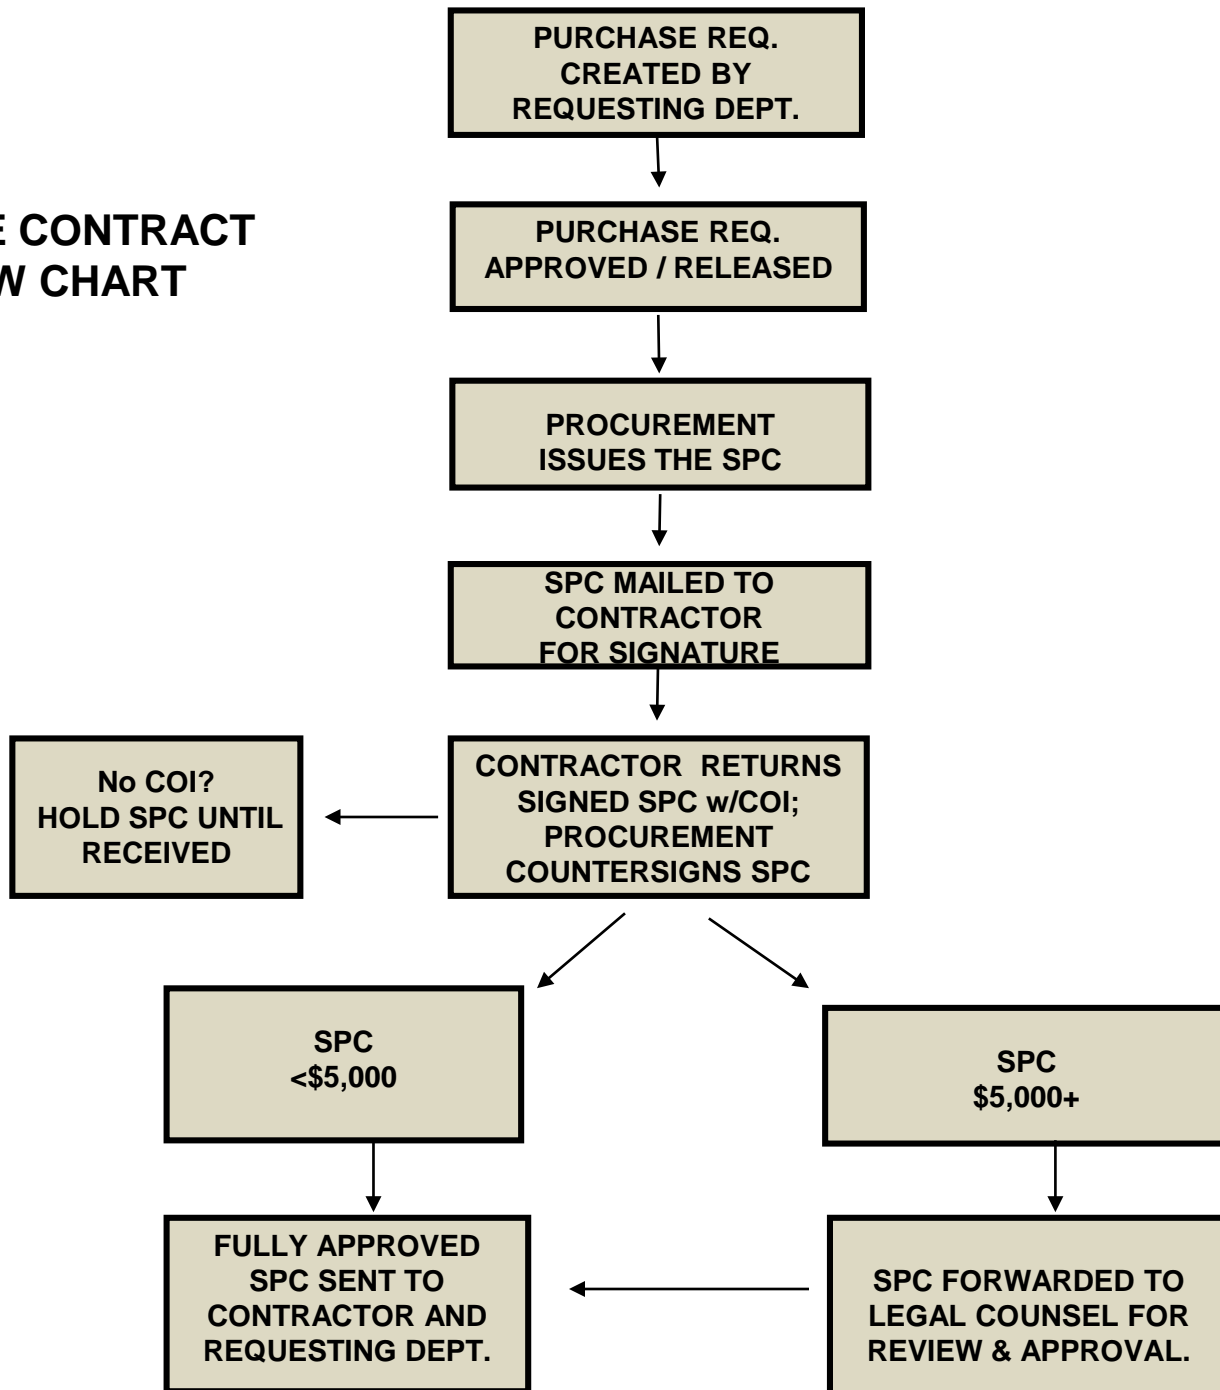 PURCHASE REQ.
CREATED BY
REQUESTING DEPT.
E CONTRACT
W CHART
PURCHASE REQ.
APPROVED / RELEASED
PROCUREMENT
ISSUES THE SPC
SPC MAILED TO
CONTRACTOR
FOR SIGNATURE
No COI?
HOLD SPC UNTIL
RECEIVED
CONTRACTOR RETURNS
SIGNED SPC w/COI;
PROCUREMENT
COUNTERSIGNS SPC
SPC
<$5,000
SPC
$5,000+
FULLY APPROVED
SPC SENT TO
CONTRACTOR AND
REQUESTING DEPT.
SPC FORWARDED TO
LEGAL COUNSEL FOR
REVIEW & APPROVAL.